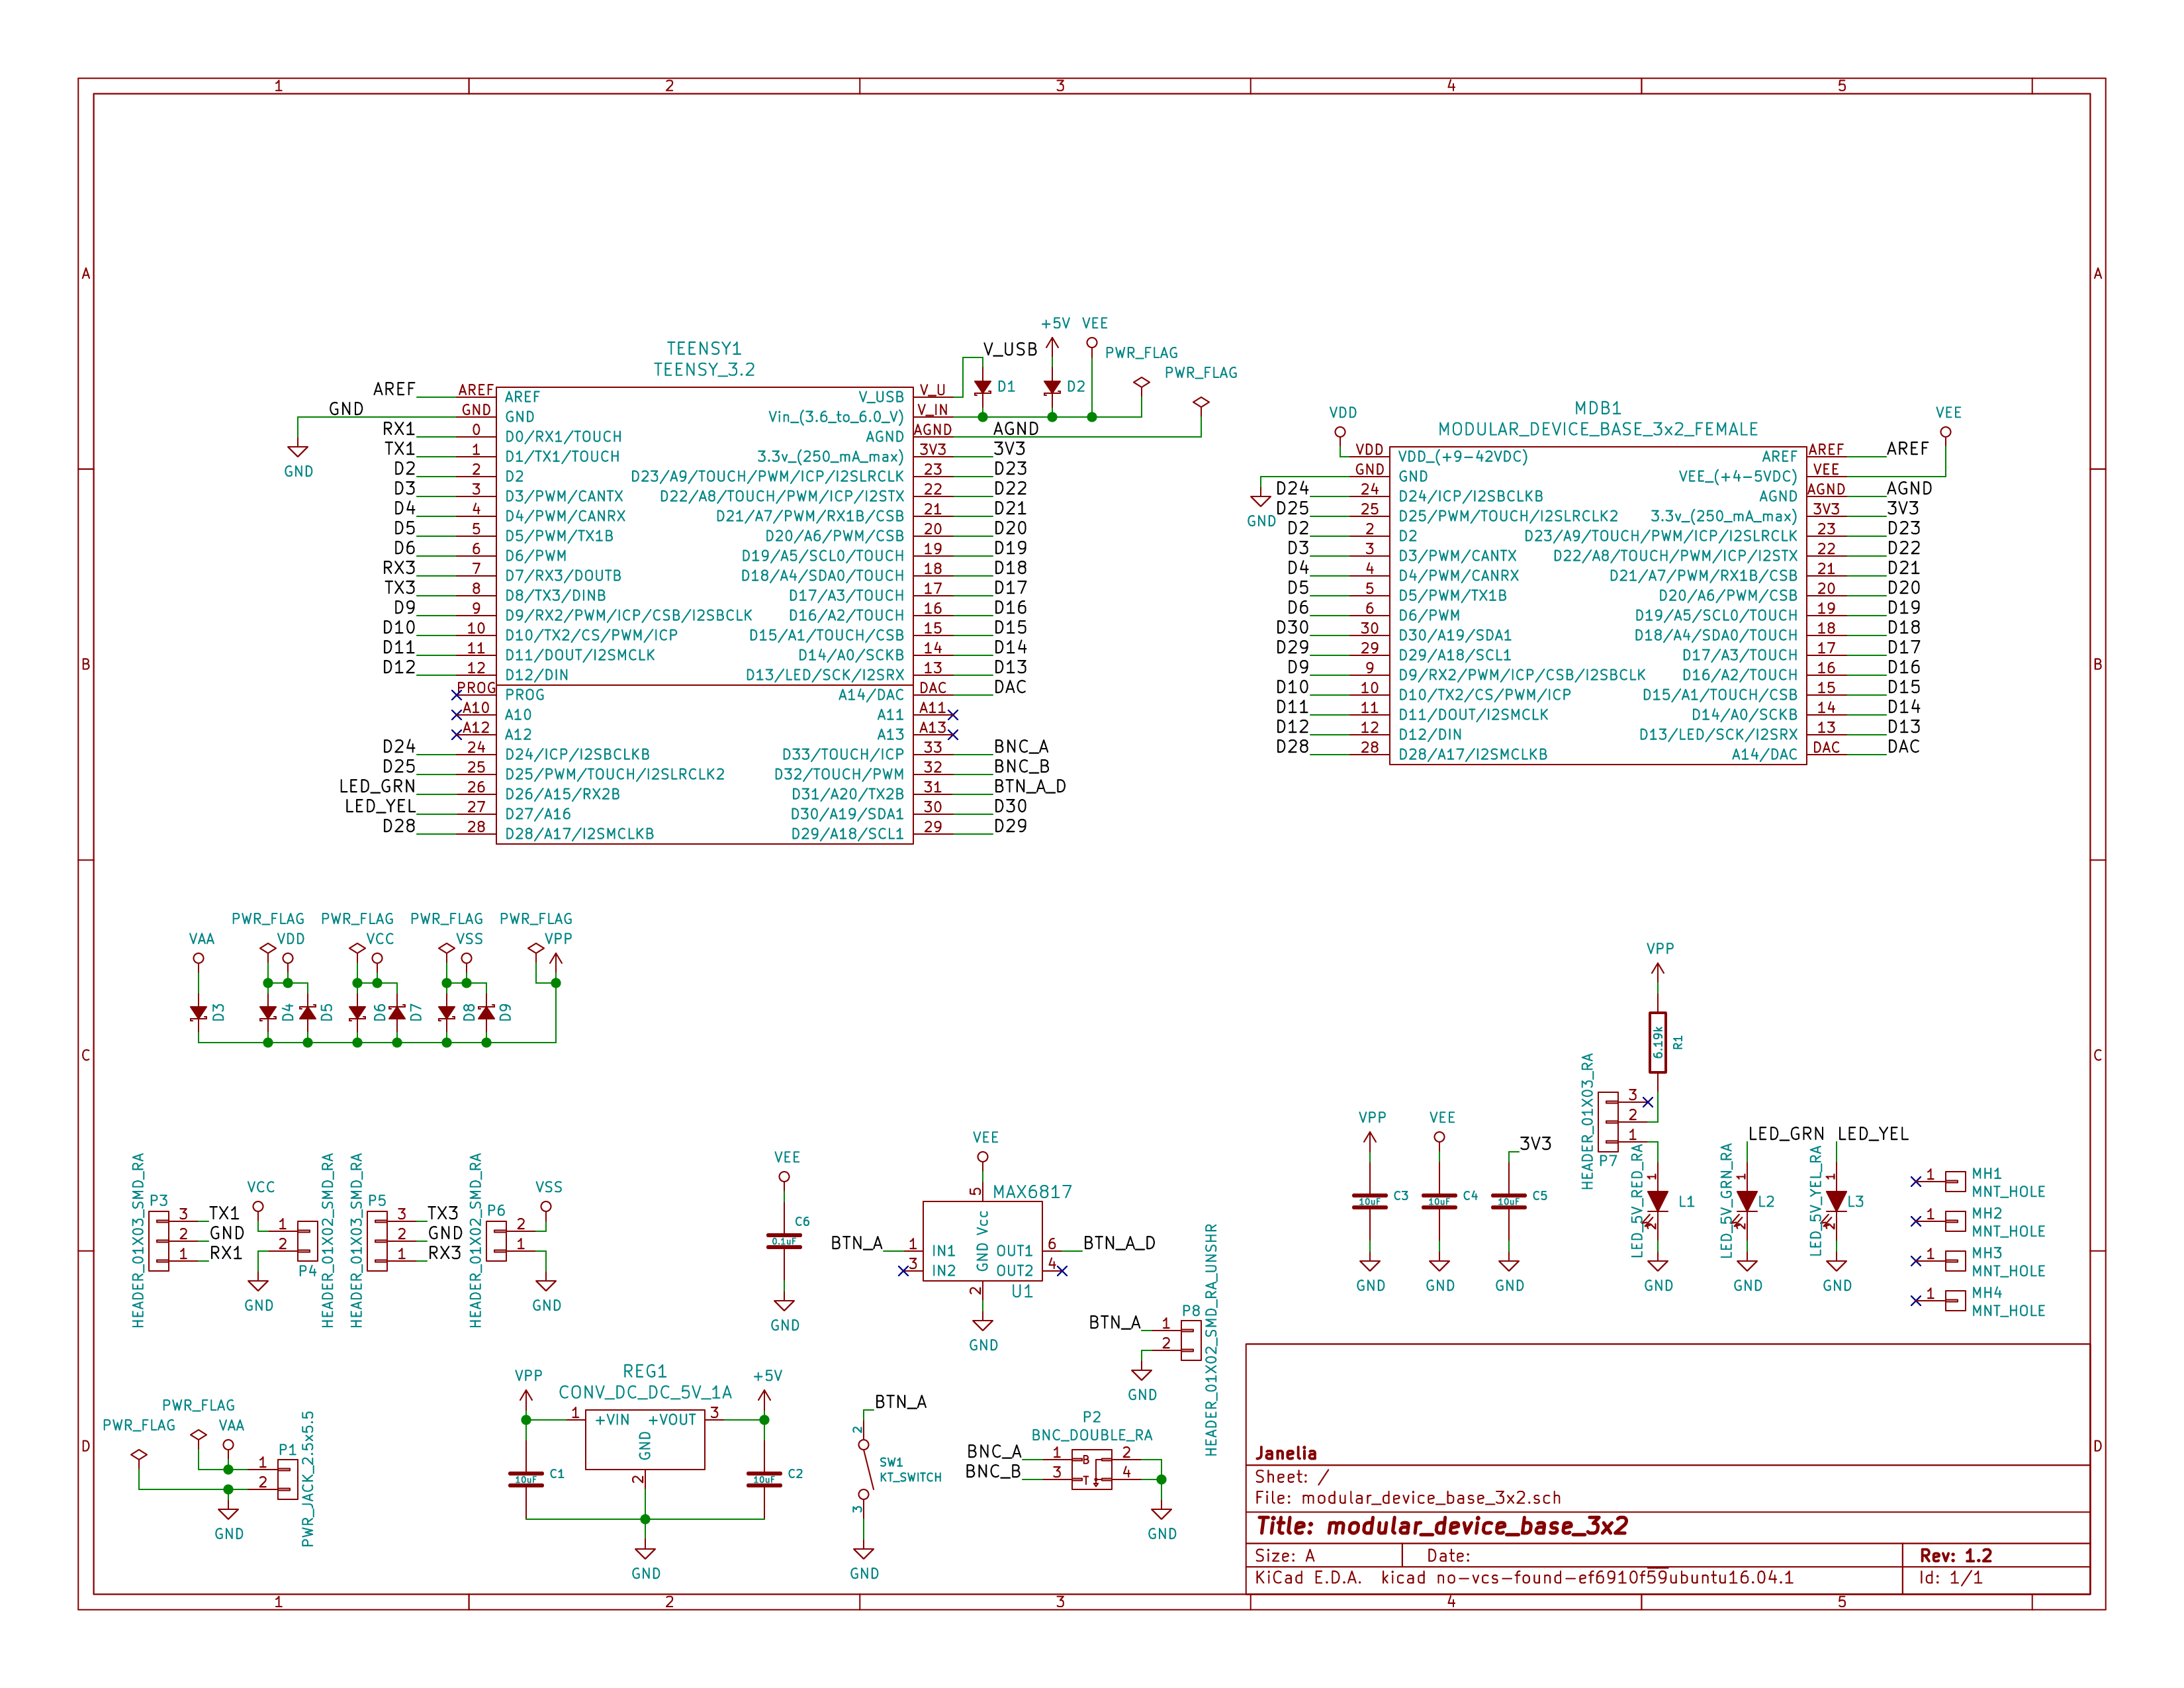 1 2 3 4 5
A A
B B
C C
D D
1 2 3 4 5
TEENSY1
TEENSY_3.2
AREF AREF AREF
GND GND GND
GND
RX1 0 D0/RX1/TOUCH
TX1 1 D1/TX1/TOUCH
D2 2 D2
D3 3 D3/PWM/CANTX
D4 4 D4/PWM/CANRX
D5 5 D5/PWM/TX1B
D6 6 D6/PWM
RX3 7 D7/RX3/DOUTB
TX3 8 D8/TX3/DINB
D9 9 D9/RX2/PWM/ICP/CSB/I2SBCLK
D10 10 D10/TX2/CS/PWM/ICP
D11 11 D11/DOUT/I2SMCLK
D12 12 D12/DIN
PROG PROG
A10 A10
A12 A12
D24 24 D24/ICP/I2SBCLKB
D25 25 D25/PWM/TOUCH/I2SLRCLK2
LED_GRN 26 D26/A15/RX2B
LED_YEL 27 D27/A16
D28 28 D28/A17/I2SMCLKB
V_USB V_U V_USB
Vin_(3.6_to_6.0_V) V_IN
AGND AGND AGND
3.3v_(250_mA_max) 3V3 3V3
D23/A9/TOUCH/PWM/ICP/I2SLRCLK 23 D23
D22/A8/TOUCH/PWM/ICP/I2STX 22 D22
D21/A7/PWM/RX1B/CSB 21 D21
D20/A6/PWM/CSB 20 D20
D19/A5/SCL0/TOUCH 19 D19
D18/A4/SDA0/TOUCH 18 D18
D17/A3/TOUCH 17 D17
D16/A2/TOUCH 16 D16
D15/A1/TOUCH/CSB 15 D15
D14/A0/SCKB 14 D14
D13/LED/SCK/I2SRX 13 D13
A14/DAC DAC DAC
A11 A11
A13 A13
D33/TOUCH/ICP 33 BNC_A
D32/TOUCH/PWM 32 BNC_B
D31/A20/TX2B 31 BTN_A_D
D30/A19/SDA1 30 D30
D29/A18/SCL1 29 D29
+5V VEE
PWR_FLAG
PWR_FLAG
D1 D2
MDB1
MODULAR_DEVICE_BASE_3x2_FEMALE
VDD VEE
VDD VDD_(+9-42VDC)
GND GND
GND
D24 24 D24/ICP/I2SBCLKB
D25 25 D25/PWM/TOUCH/I2SLRCLK2
D2 2 D2
D3 3 D3/PWM/CANTX
D4 4 D4/PWM/CANRX
D5 5 D5/PWM/TX1B
D6 6 D6/PWM
D30 30 D30/A19/SDA1
D29 29 D29/A18/SCL1
D9 9 D9/RX2/PWM/ICP/CSB/I2SBCLK
D10 10 D10/TX2/CS/PWM/ICP
D11 11 D11/DOUT/I2SMCLK
D12 12 D12/DIN
D28 28 D28/A17/I2SMCLKB
AREF AREF AREF
VEE_(+4-5VDC) VEE
AGND AGND AGND
3.3v_(250_mA_max) 3V3 3V3
D23/A9/TOUCH/PWM/ICP/I2SLRCLK 23 D23
D22/A8/TOUCH/PWM/ICP/I2STX 22 D22
D21/A7/PWM/RX1B/CSB 21 D21
D20/A6/PWM/CSB 20 D20
D19/A5/SCL0/TOUCH 19 D19
D18/A4/SDA0/TOUCH 18 D18
D17/A3/TOUCH 17 D17
D16/A2/TOUCH 16 D16
D15/A1/TOUCH/CSB 15 D15
D14/A0/SCKB 14 D14
D13/LED/SCK/I2SRX 13 D13
A14/DAC DAC DAC
PWR_FLAG PWR_FLAG PWR_FLAG PWR_FLAG
VAA VDD VCC VSS VPP
D3 D4 D5 D6 D7 D8 D9
HEADER_01X03_SMD_RA
P3
3 TX1
2 GND
1 RX1
VCC
1
2
P4
GND
HEADER_01X02_SMD_RA
HEADER_01X03_SMD_RA
P5
3 TX3
2 GND
1 RX3
HEADER_01X02_SMD_RA
P6
VSS
2
1
GND
PWR_FLAG
PWR_FLAG VAA
P1
1
2
GND
PWR_JACK_2.5x5.5
REG1
CONV_DC_DC_5V_1A
VPP +5V
1 +VIN +VOUT 3
GND
2
10uF C1
10uF C2
GND
VEE
C6
0.1uF
GND
VEE
5 MAX6817
GND Vcc
BTN_A 1 IN1 OUT1 6 BTN_A_D
3 IN2 OUT2 4
2 U1
GND
BTN_A
2
SW1
KT_SWITCH
3
GND
P8
BTN_A 1
2
GND
HEADER_01X02_SMD_RA_UNSHR
P2
BNC_DOUBLE_RA
BNC_A 1 B 2
BNC_B 3 T 4
GND
VPP VEE 3V3
10uF C3
10uF C4
10uF C5
GND GND GND
VPP
6.19k R1
HEADER_01X03_RA
3
2
1
P7
LED_GRN LED_YEL
LED_5V_RED_RA 1 L1 2
LED_5V_GRN_RA 1 L2 2
LED_5V_YEL_RA 1 L3 2
GND GND GND
1 MH1
MNT_HOLE
1 MH2
MNT_HOLE
1 MH3
MNT_HOLE
1 MH4
MNT_HOLE
Janelia
Sheet: /
File: modular_device_base_3x2.sch
Title: modular_device_base_3x2
Size: A Date: Rev: 1.2
KiCad E.D.A. kicad no-vcs-found-ef6910f59ubuntu16.04.1 Id: 1/1